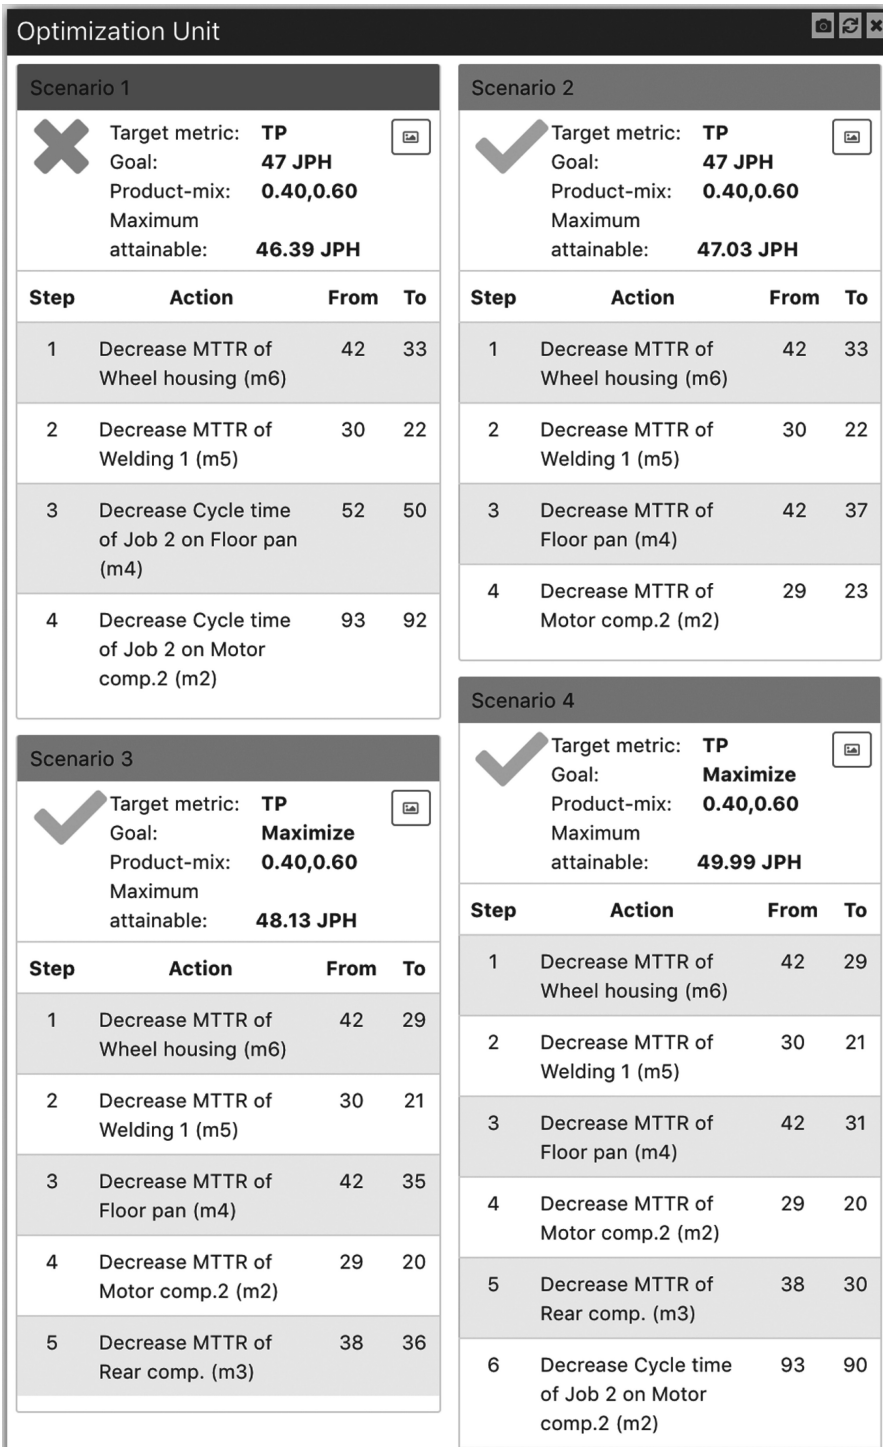 Optimization Unit
Scenario 1
Target metric: TP
Goal: 47 JPH
Product-mix: 0.40,0.60
Maximum
attainable: 46.39 JPH
Step Action From To
1 Decrease MTTR of 42 33
Wheel housing (m6)
2 Decrease MTTR of 30 22
Welding 1 (m5)
3 Decrease Cycle time 52 50
of Job 2 on Floor pan
(m4)
4 Decrease Cycle time 93 92
of Job 2 on Motor
comp.2 (m2)
Scenario 2
Target metric: TP
Goal: 47 JPH
Product-mix: 0.40,0.60
Maximum
attainable: 47.03 JPH
Step Action From To
1 Decrease MTTR of 42 33
Wheel housing (m6)
2 Decrease MTTR of 30 22
Welding 1 (m5)
3 Decrease MTTR of 42 37
Floor pan (m4)
4 Decrease MTTR of 29 23
Motor comp.2 (m2)
Scenario 3
Target metric: TP
Goal: Maximize
Product-mix: 0.40,0.60
Maximum
attainable: 48.13 JPH
Step Action From To
1 Decrease MTTR of 42 29
Wheel housing (m6)
2 Decrease MTTR of 30 21
Welding 1 (m5)
3 Decrease MTTR of 42 35
Floor pan (m4)
4 Decrease MTTR of 29 20
Motor comp.2 (m2)
5 Decrease MTTR of 38 36
Rear comp. (m3)
Scenario 4
Target metric: TP
Goal: Maximize
Product-mix: 0.40,0.60
Maximum
attainable: 49.99 JPH
Step Action From To
1 Decrease MTTR of 42 29
Wheel housing (m6)
2 Decrease MTTR of 30 21
Welding 1 (m5)
3 Decrease MTTR of 42 31
Floor pan (m4)
4 Decrease MTTR of 29 20
Motor comp.2 (m2)
5 Decrease MTTR of 38 30
Rear comp. (m3)
6 Decrease Cycle time 93 90
of Job 2 on Motor
comp.2 (m2)